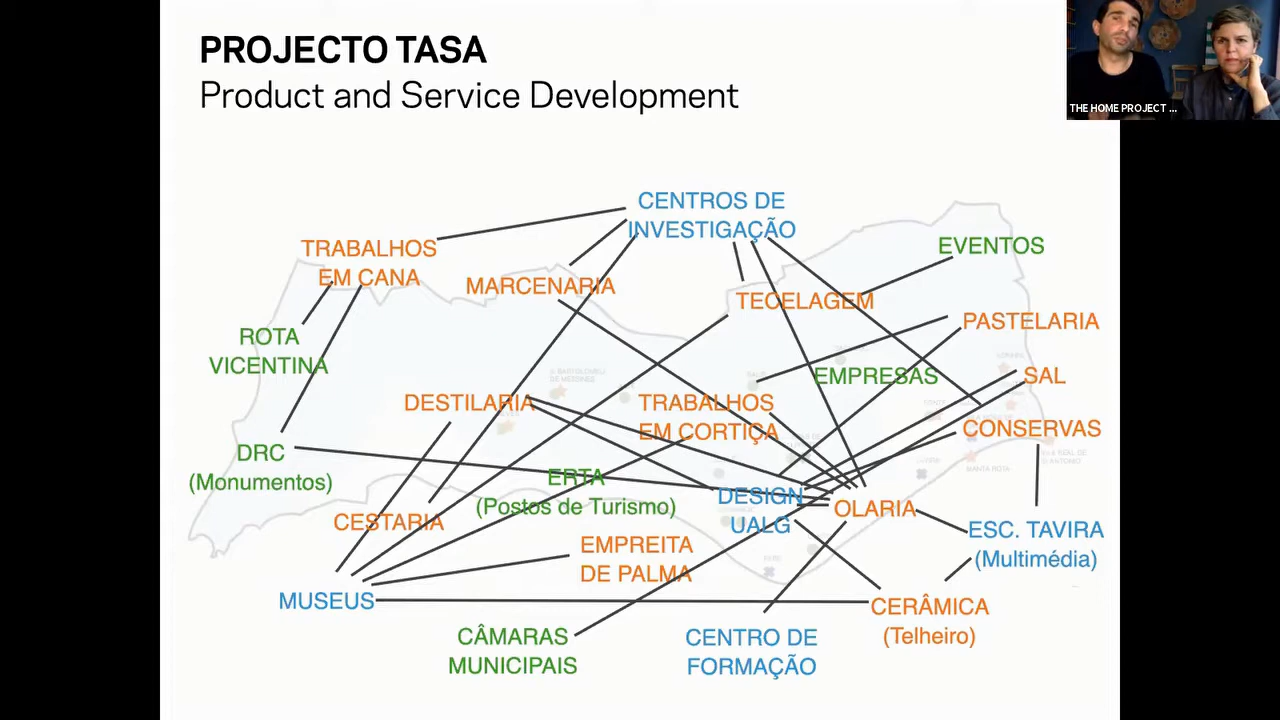 PROJECTO TASA
Product and Service Development
THE HOME PROJECT ...
CENTROS DE
INVESTIGAÇÃO
TRABALHOS
EM CANA
EVENTOS
MARCENARIA
TECELAGEM
PASTELARIA
ROTA
VICENTINA
EMPRESAS
SAL
DESTILARIA
TRABALHOS
EM CORTIÇA
CONSERVAS
DRC
(Monumentos)
ERTA
(Postos de Turismo)
DESIGN
UALG
OLARIA
CESTARIA
ESC. TAVIRA
(Multimédia)
EMPREITA
DE PALMA
MUSEUS
CERÂMICA
(Telheiro)
CÂMARAS
MUNICIPAIS
CENTRO DE
FORMAÇÃO
MANTA ROTA